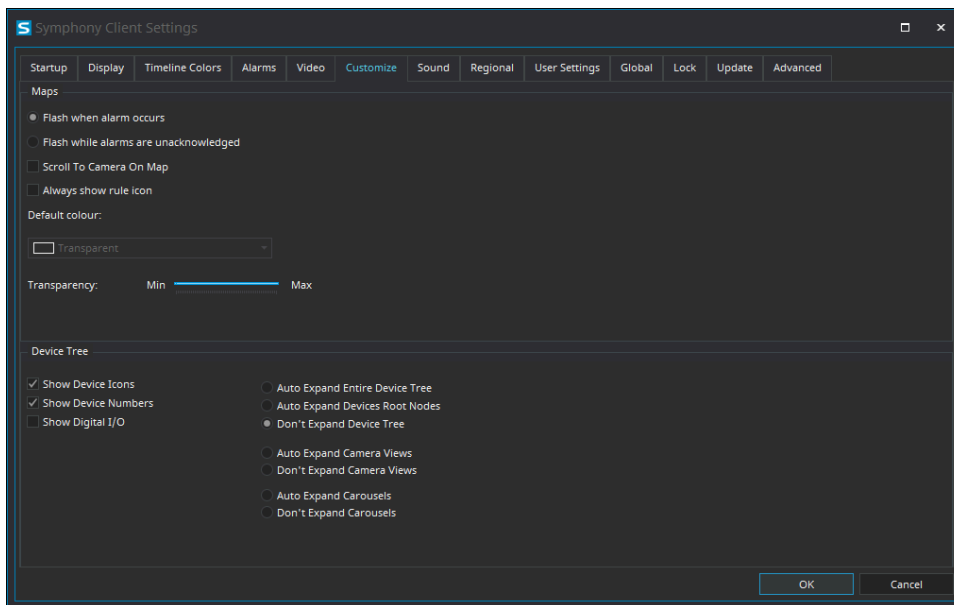 S Symphony Client Settings
Startup Display Timeline Colors Alarms Video Customize Sound Regional User Settings Global Lock Update Advanced
Maps
Flash when alarm occurs
Flash while alarms are unacknowledged
Scroll To Camera On Map
Always show rule icon
Default colour:
Transparent
Transparency: Min Max
Device Tree
Show Device Icons
Show Device Numbers
Show Digital I/O
Auto Expand Entire Device Tree
Auto Expand Devices Root Nodes
Don't Expand Device Tree
Auto Expand Camera Views
Don't Expand Camera Views
Auto Expand Carousels
Don't Expand Carousels
OK Cancel